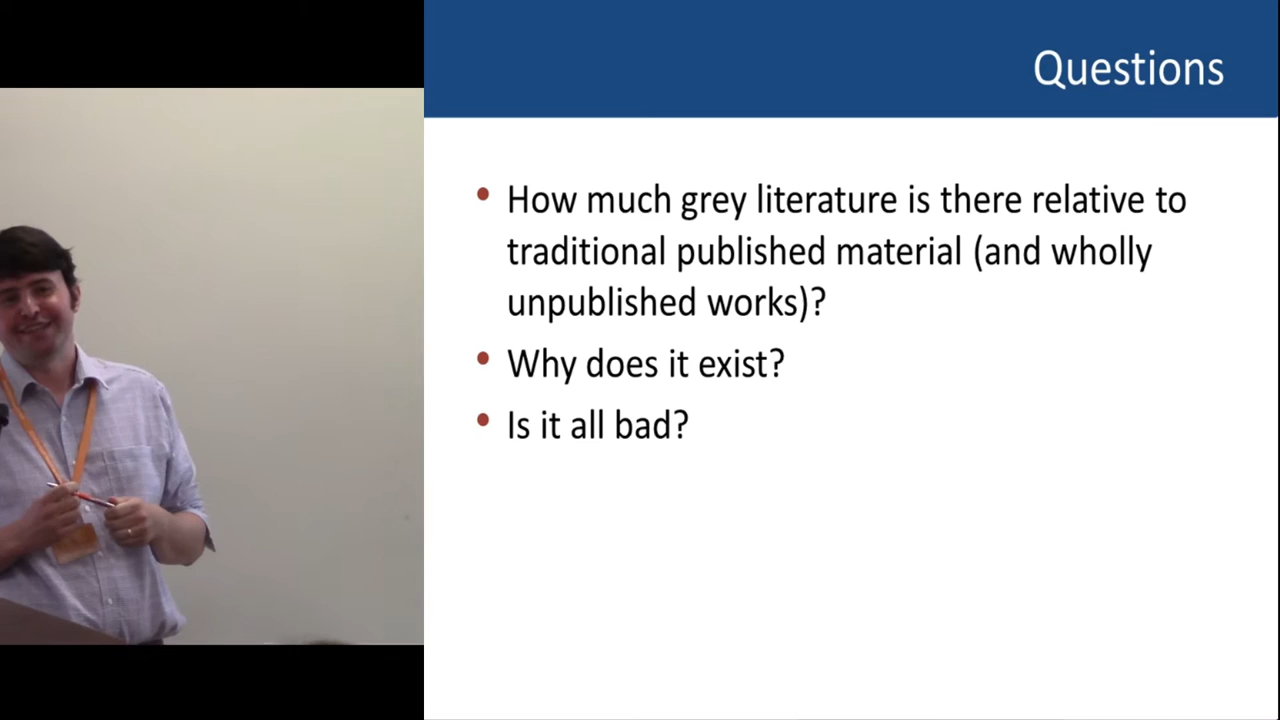 Questions
• How much grey literature is there relative to
traditional published material (and wholly
unpublished works)?
• Why does it exist?
• Is it all bad?